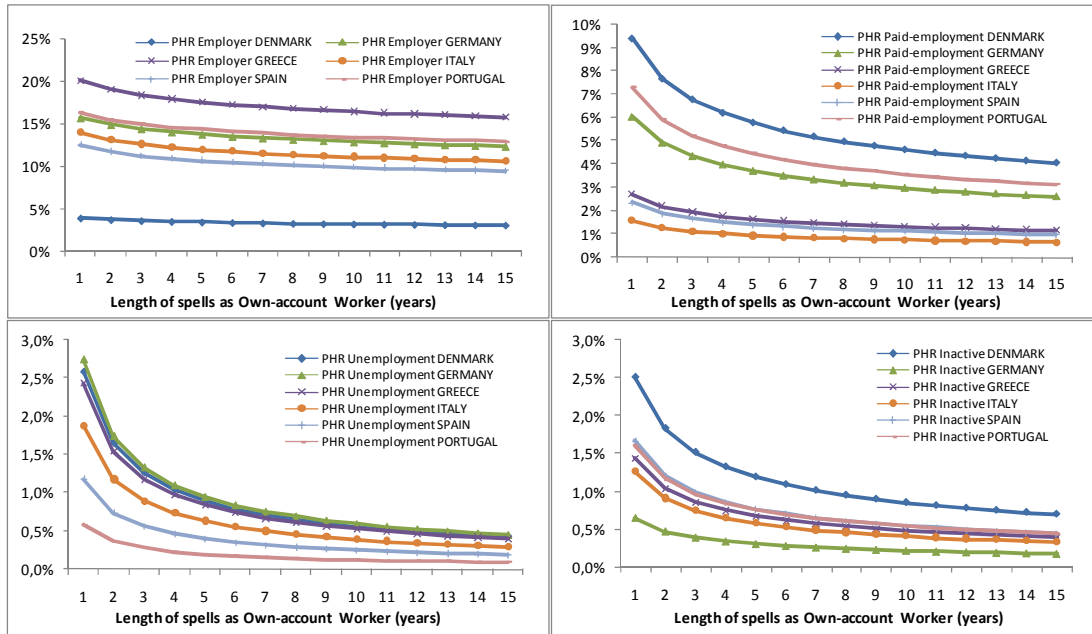 25%
20%
15%
10%
5%
0%
PHR Employer DENMARK PHR Employer GERMANY
PHR Employer GREECE PHR Employer ITALY
PHR Employer SPAIN PHR Employer PORTUGAL
1 2 3 4 5 6 7 8 9 10 11 12 13 14 15
Length of spells as Own-account Worker (years)
10%
9%
8%
7%
6%
5%
4%
3%
2%
1%
0%
PHR Paid-employment DENMARK
PHR Paid-employment GERMANY
PHR Paid-employment GREECE
PHR Paid-employment ITALY
PHR Paid-employment SPAIN
PHR Paid-employment PORTUGAL
1 2 3 4 5 6 7 8 9 10 11 12 13 14 15
Length of spells as Own-account Worker (years)
3,0%
2,5%
2,0%
1,5%
1,0%
0,5%
0,0%
PHR Unemployment DENMARK
PHR Unemployment GERMANY
PHR Unemployment GREECE
PHR Unemployment ITALY
PHR Unemployment SPAIN
PHR Unemployment PORTUGAL
1 2 3 4 5 6 7 8 9 10 11 12 13 14 15
Length of spells as Own-account Worker (years)
3,0%
2,5%
2,0%
1,5%
1,0%
0,5%
0,0%
PHR Inactive DENMARK
PHR Inactive GERMANY
PHR Inactive GREECE
PHR Inactive ITALY
PHR Inactive SPAIN
PHR Inactive PORTUGAL
1 2 3 4 5 6 7 8 9 10 11 12 13 14 15
Length of spells as Own-account Worker (years)